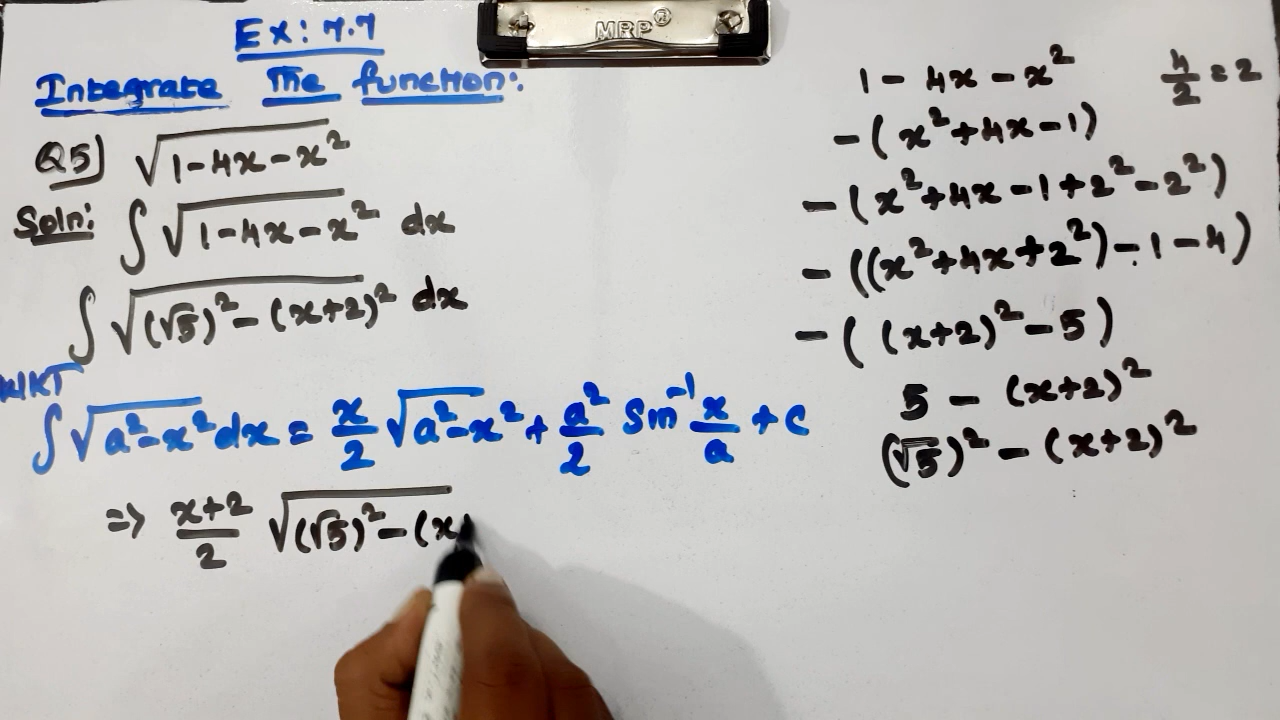 MRP®
Ex: 7.7
Integrate The function:
Q5) √(1-4x-x²)
Soln: ∫ √(1-4x-x²) dx
∫ √((√5)² - (x+2)²) dx
WKT
∫ √(a²-x²) dx = x/2 √(a²-x²) + a²/2 Sin⁻¹ x/a + c
=> (x+2)/2 √((√5)² - (x
1 - 4x - x²
4/2 = 2
-(x²+4x-1)
-(x²+4x-1+2²-2²)
-((x²+4x+2²)-1-4)
-((x+2)²-5)
5 - (x+2)²
(√5)² - (x+2)²